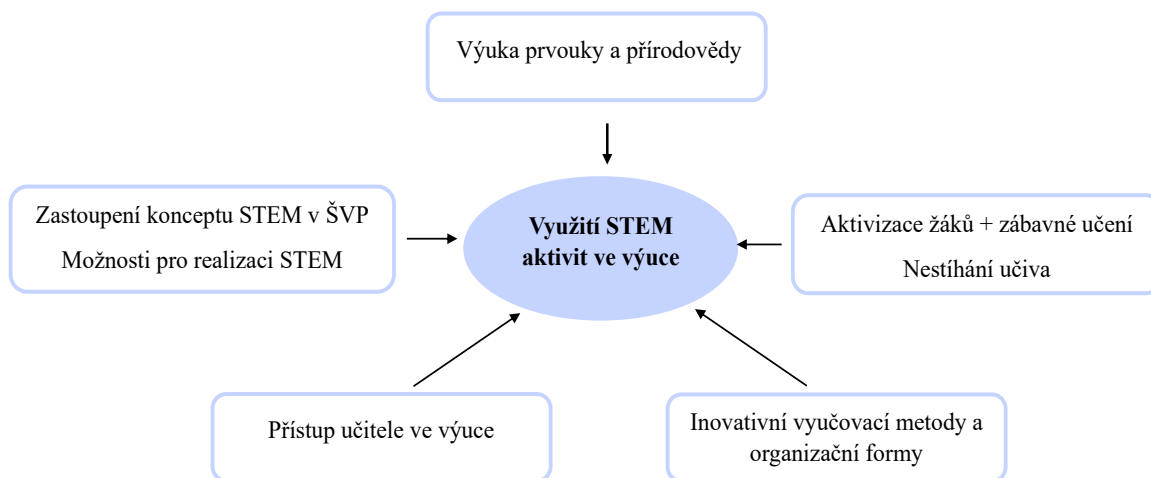 Výuka prvouky a přírodovědy
Zastoupení konceptu STEM v ŠVP
Možnosti pro realizaci STEM
Využití STEM
aktivit ve výuce
Aktivizace žáků + zábavné učení
Nestíhání učiva
Přístup učitele ve výuce
Inovativní vyučovací metody a
organizační formy